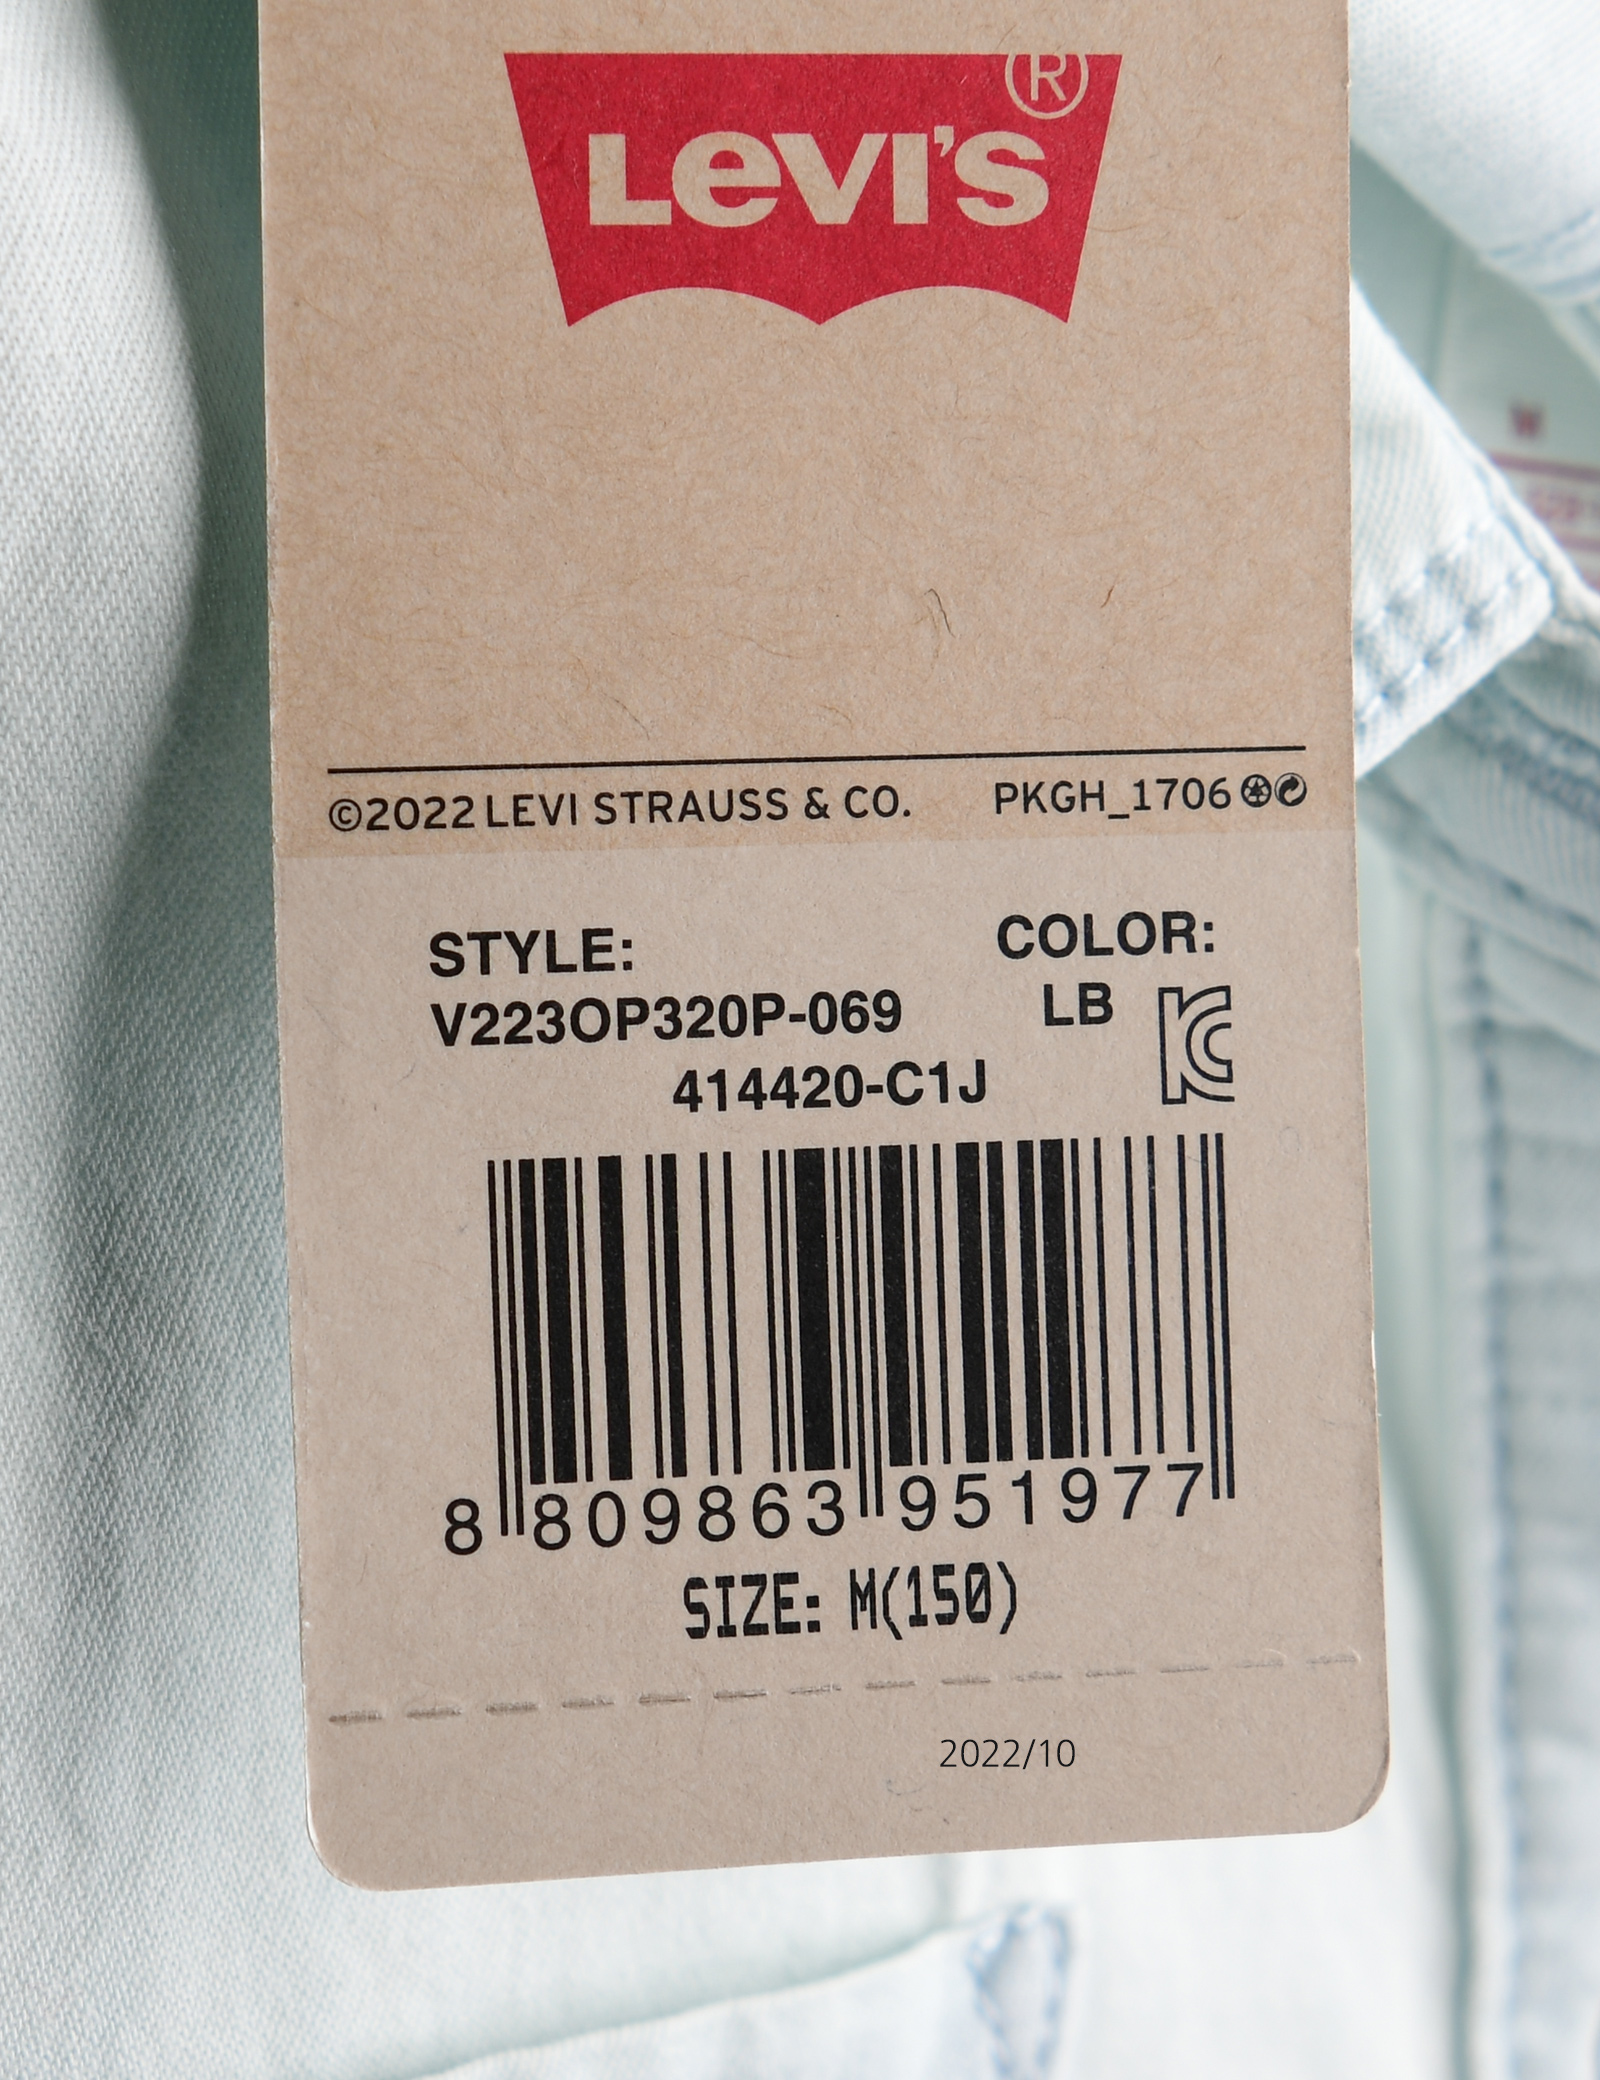 LEVI'S®
©2022 LEVI STRAUSS & CO. PKGH_1706
STYLE: COLOR:
V223OP320P-069 LB
414420-C1J
8 809863 951977
SIZE: M(150)
2022/10
W